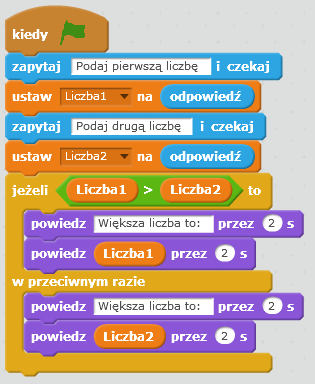 kiedy
zapytaj Podaj pierwszą liczbę i czekaj
ustaw Liczba1 na odpowiedź
zapytaj Podaj drugą liczbę i czekaj
ustaw Liczba2 na odpowiedź
jeżeli Liczba1 > Liczba2 to
powiedz Większa liczba to: przez 2 s
powiedz Liczba1 przez 2 s
w przeciwnym razie
powiedz Większa liczba to: przez 2 s
powiedz Liczba2 przez 2 s